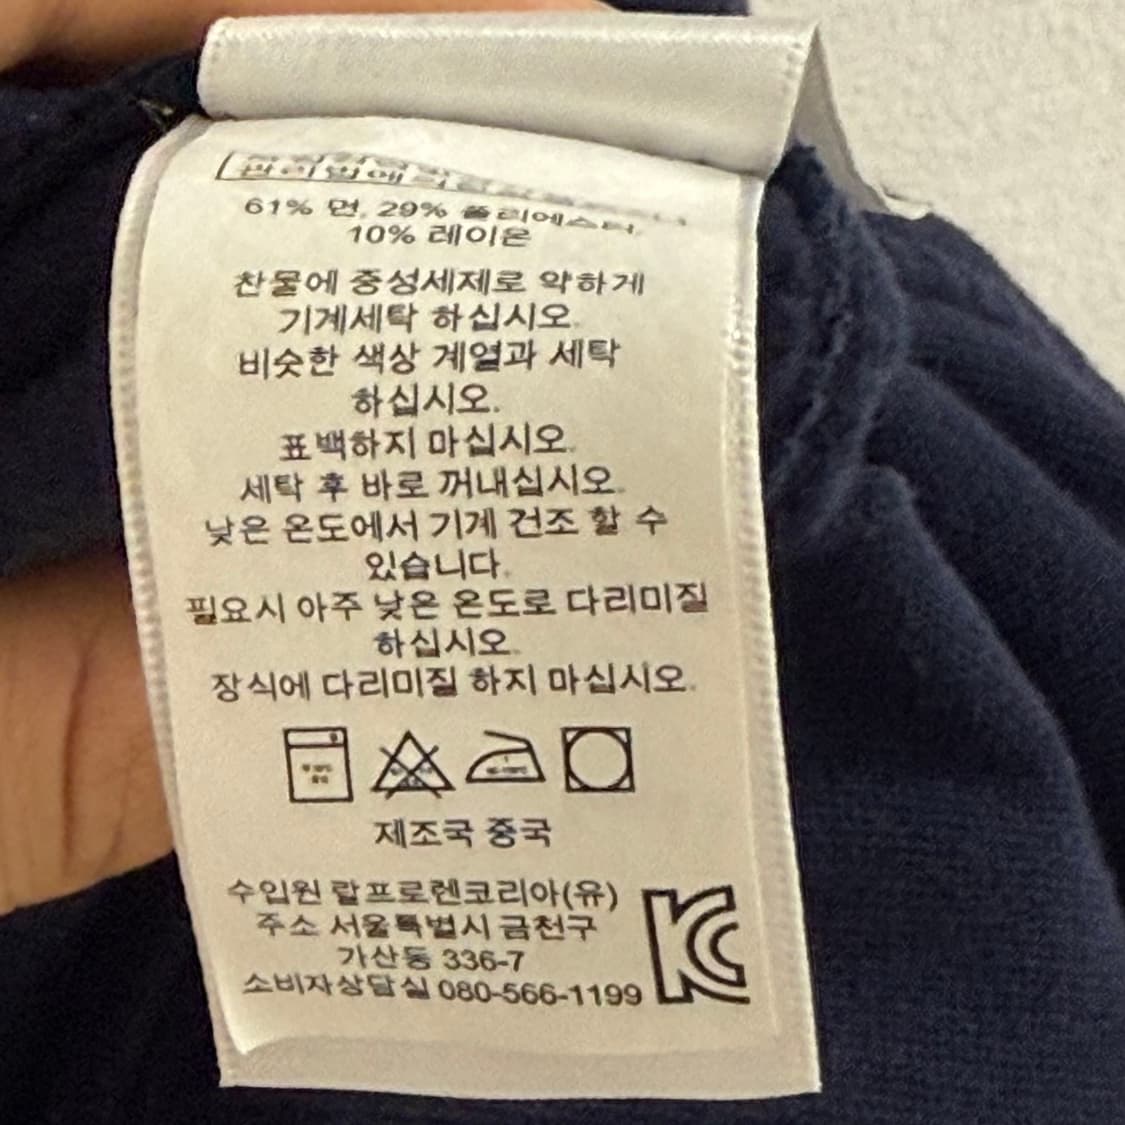 관리법에
61% 면, 29% 폴리에스터,
10% 레이온
찬물에 중성세제로 약하게
기계세탁 하십시오.
비슷한 색상 계열과 세탁
하십시오.
표백하지 마십시오.
세탁 후 바로 꺼내십시오.
낮은 온도에서 기계 건조 할 수
있습니다.
필요시 아주 낮은 온도로 다리미질
하십시오.
장식에 다리미질 하지 마십시오.
제조국 중국
수입원 랄프로렌코리아(유)
주소 서울특별시 금천구
가산동 336-7
소비자상담실 080-566-1199
KC